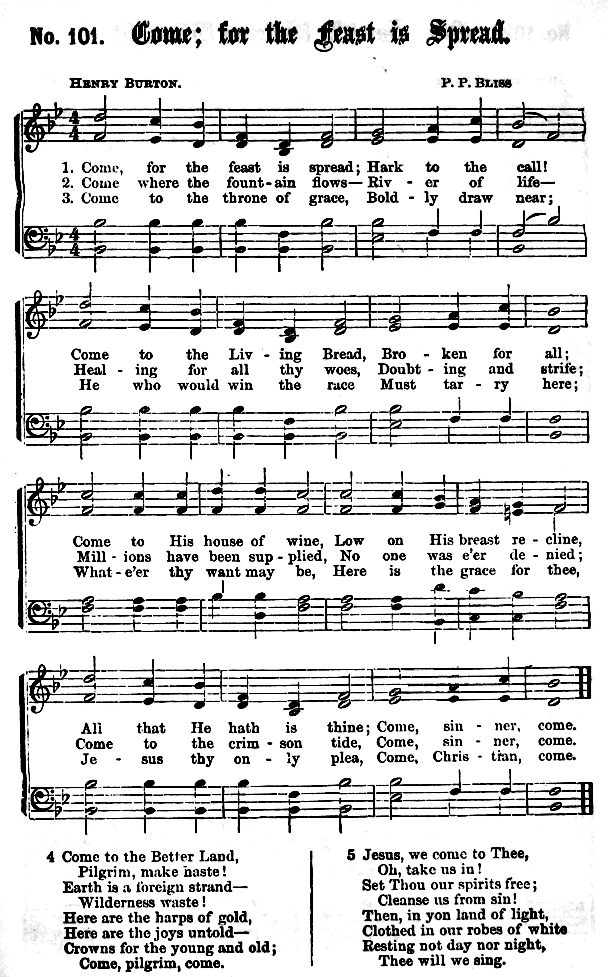 No. 101. Come; for the Feast is Spread.
HENRY BURTON. P. P. BLISS
1. Come, for the feast is spread; Hark to the call!
2. Come where the fount-ain flows— Riv - er of life—
3. Come to the throne of grace, Bold - ly draw near;
Come to the Liv - ing Bread, Bro - ken for all;
Heal - ing for all thy woes, Doubt - ing and strife;
He who would win the race Must tar - ry here;
Come to His house of wine, Low on His breast re - cline,
Mill - ions have been sup - plied, No one was e'er de - nied;
What - e'er thy want may be, Here is the grace for thee,
All that He hath is thine; Come, sin - ner, come.
Come to the crim - son tide, Come, sin - ner, come.
Je - sus thy on - ly plea, Come, Chris - tian, come.
4 Come to the Better Land,
Pilgrim, make haste!
Earth is a foreign strand—
Wilderness waste!
Here are the harps of gold,
Here are the joys untold—
Crowns for the young and old;
Come, pilgrim, come.
5 Jesus, we come to Thee,
Oh, take us in!
Set Thou our spirits free;
Cleanse us from sin!
Then, in yon land of light,
Clothed in our robes of white
Resting not day nor night,
Thee will we sing.